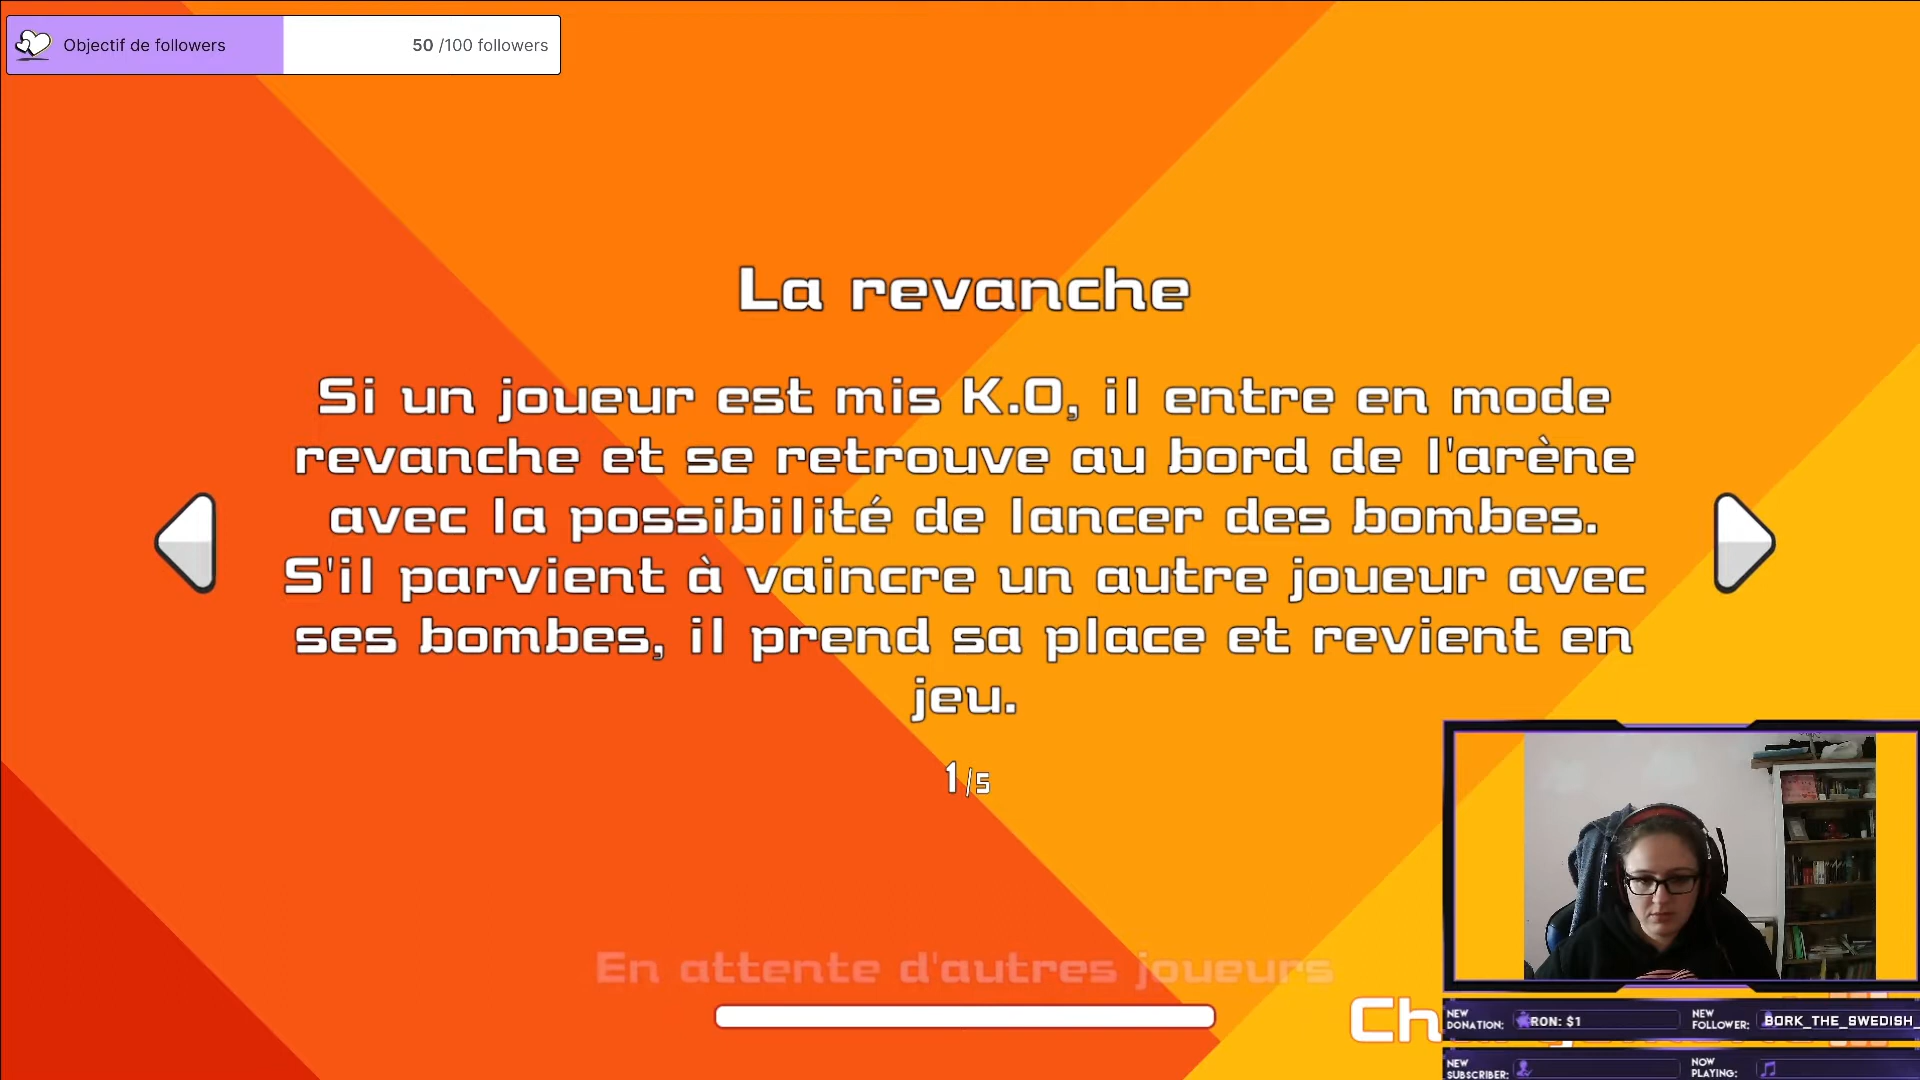 Objectif de followers
50 /100 followers
La revanche
Si un joueur est mis K.O, il entre en mode
revanche et se retrouve au bord de l'arène
avec la possibilité de lancer des bombes.
S'il parvient à vaincre un autre joueur avec
ses bombes, il prend sa place et revient en
jeu.
1/5
En attente d'autres joueurs
Ch
NEW DONATION:
RON: $1
NEW FOLLOWER:
BORK_THE_SWEDISH_
NEW SUBSCRIBER:
NOW PLAYING: